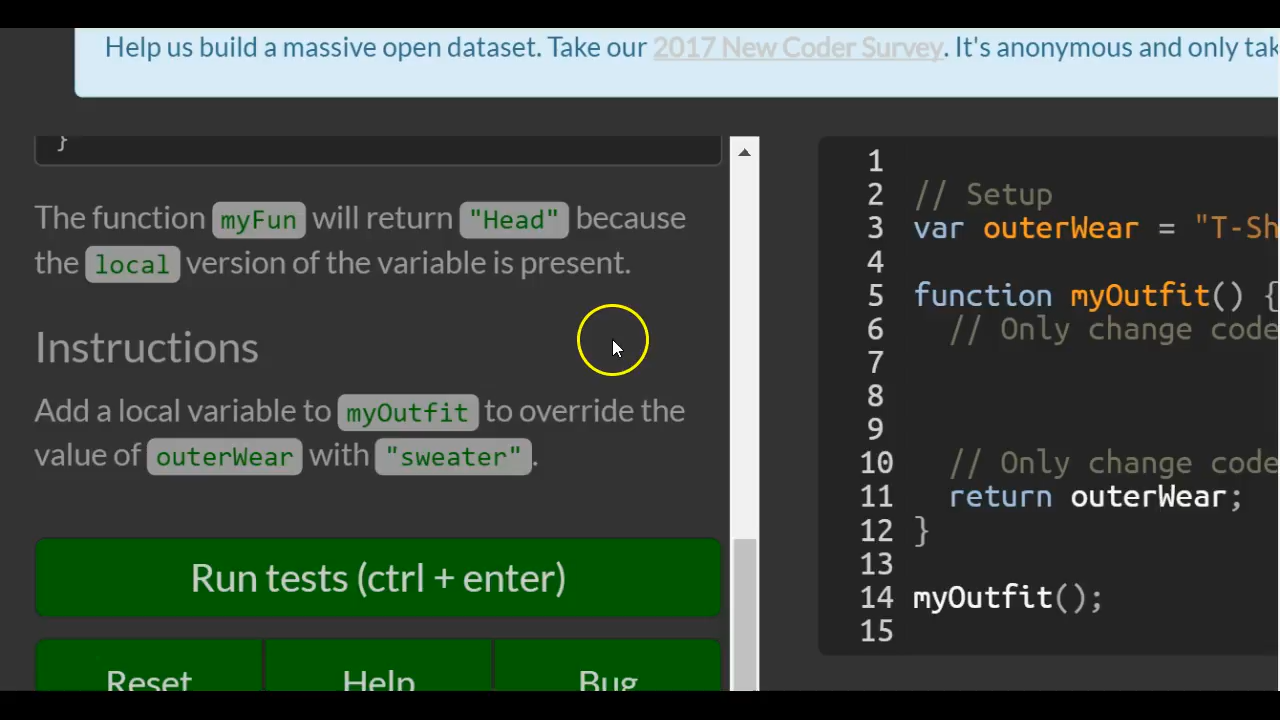 Help us build a massive open dataset. Take our 2017 New Coder Survey. It's anonymous and only tak
}
The function myFun will return "Head" because
the local version of the variable is present.
Instructions
Add a local variable to myOutfit to override the
value of outerWear with "sweater".
Run tests (ctrl + enter)
Reset Help Bug
1
2 // Setup
3 var outerWear = "T-Sh
4
5 function myOutfit() {
6 // Only change code
7
8
9
10 // Only change code
11 return outerWear;
12 }
13
14 myOutfit();
15